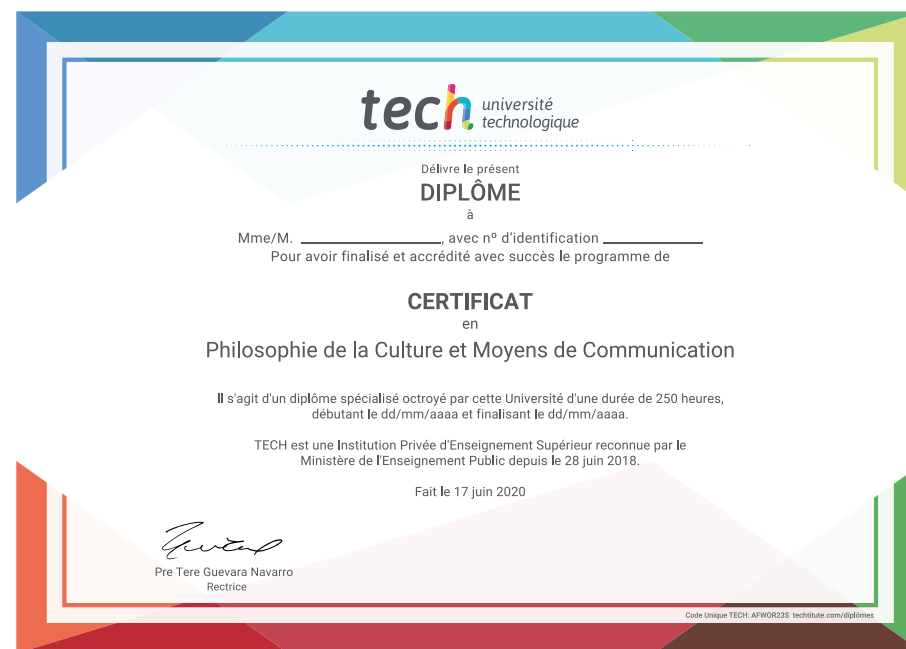 tech université
technologique
Délivre le présent
DIPLÔME
à
Mme/M. ____________________, avec nº d'identification ______________
Pour avoir finalisé et accrédité avec succès le programme de
CERTIFICAT
en
Philosophie de la Culture et Moyens de Communication
Il s'agit d'un diplôme spécialisé octroyé par cette Université d'une durée de 250 heures,
débutant le dd/mm/aaaa et finalisant le dd/mm/aaaa.
TECH est une Institution Privée d'Enseignement Supérieur reconnue par le
Ministère de l'Enseignement Public depuis le 28 juin 2018.
Fait le 17 juin 2020
Pre Tere Guevara Navarro
Rectrice
Code Unique TECH: AFWOR23S techtitute.com/diplômes